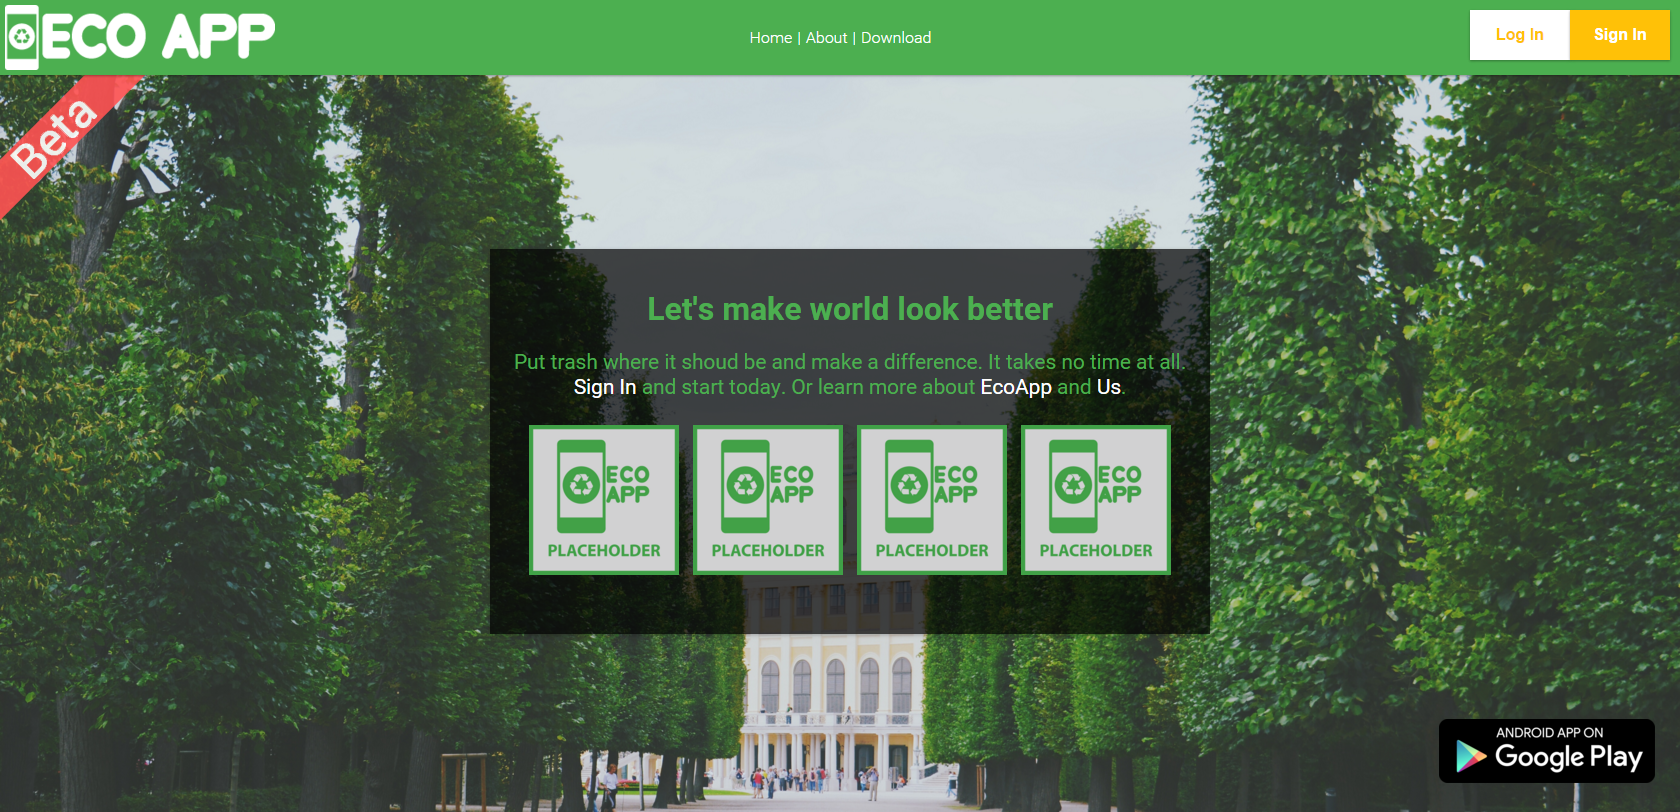 ECO APP
Home | About | Download
Log In
Sign In
Beta
Let's make world look better
Put trash where it shoud be and make a difference. It takes no time at all.
Sign In and start today. Or learn more about EcoApp and Us.
ECO
APP
PLACEHOLDER
ECO
APP
PLACEHOLDER
ECO
APP
PLACEHOLDER
ECO
APP
PLACEHOLDER
ANDROID APP ON
Google Play